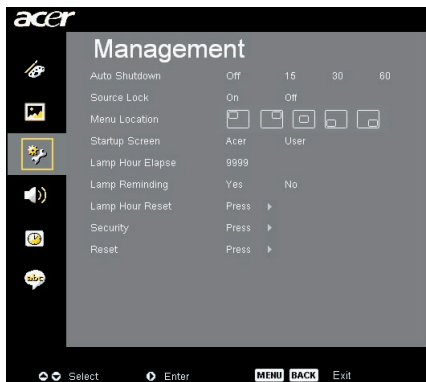 acer
Management
Auto Shutdown Off 15 30 60
Source Lock On Off
Menu Location
Startup Screen Acer User
Lamp Hour Elapse 9999
Lamp Reminding Yes No
Lamp Hour Reset Press
Security Press
Reset Press
abc
Select Enter MENU BACK Exit